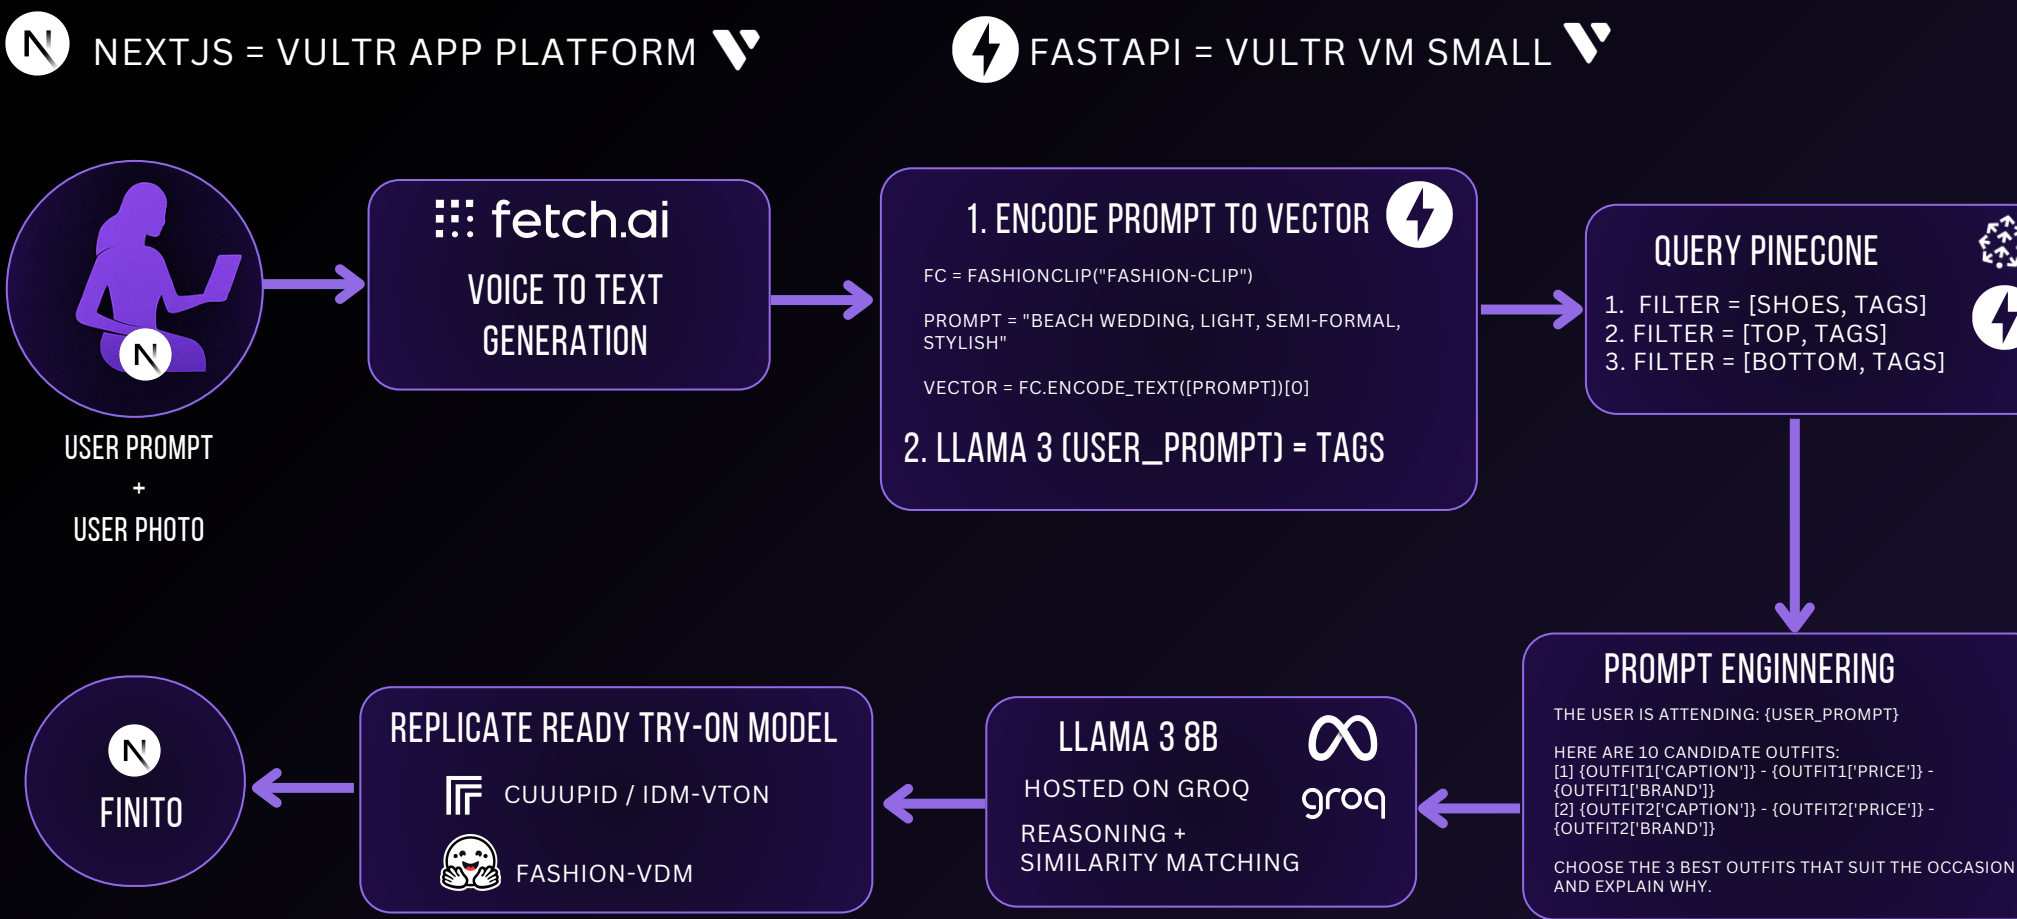 NEXTJS = VULTR APP PLATFORM
FASTAPI = VULTR VM SMALL
USER PROMPT
+
USER PHOTO
fetch.ai
VOICE TO TEXT
GENERATION
1. ENCODE PROMPT TO VECTOR
FC = FASHIONCLIP("FASHION-CLIP")
PROMPT = "BEACH WEDDING, LIGHT, SEMI-FORMAL,
STYLISH"
VECTOR = FC.ENCODE_TEXT([PROMPT])[0]
2. LLAMA 3 (USER_PROMPT) = TAGS
QUERY PINECONE
1. FILTER = [SHOES, TAGS]
2. FILTER = [TOP, TAGS]
3. FILTER = [BOTTOM, TAGS]
PROMPT ENGINNERING
THE USER IS ATTENDING: {USER_PROMPT}
HERE ARE 10 CANDIDATE OUTFITS:
[1] {OUTFIT1['CAPTION']} - {OUTFIT1['PRICE']} -
{OUTFIT1['BRAND']}
[2] {OUTFIT2['CAPTION']} - {OUTFIT2['PRICE']} -
{OUTFIT2['BRAND']}
CHOOSE THE 3 BEST OUTFITS THAT SUIT THE OCCASION
AND EXPLAIN WHY.
LLAMA 3 8B
HOSTED ON GROQ
groq
REASONING +
SIMILARITY MATCHING
REPLICATE READY TRY-ON MODEL
CUUUPID / IDM-VTON
FASHION-VDM
N
FINITO